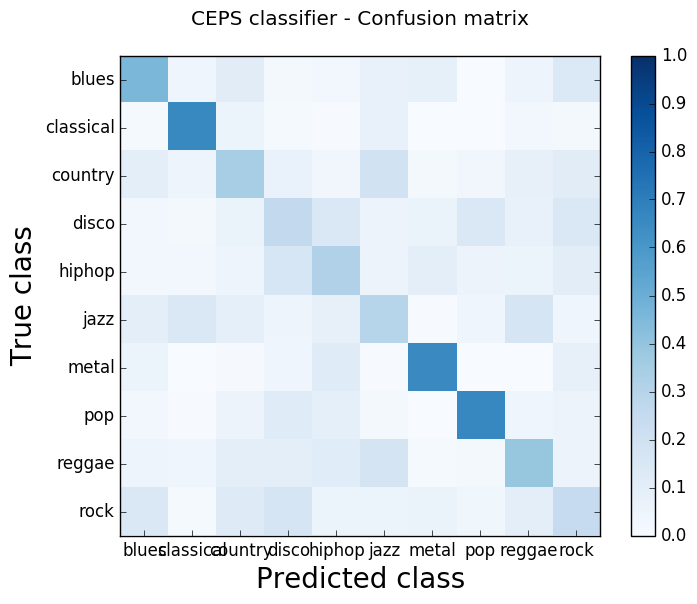 CEPS classifier - Confusion matrix
True class
blues
classical
country
disco
hiphop
jazz
metal
pop
reggae
rock
blues classical country disco hiphop jazz metal pop reggae rock
Predicted class
1.0
0.9
0.8
0.7
0.6
0.5
0.4
0.3
0.2
0.1
0.0